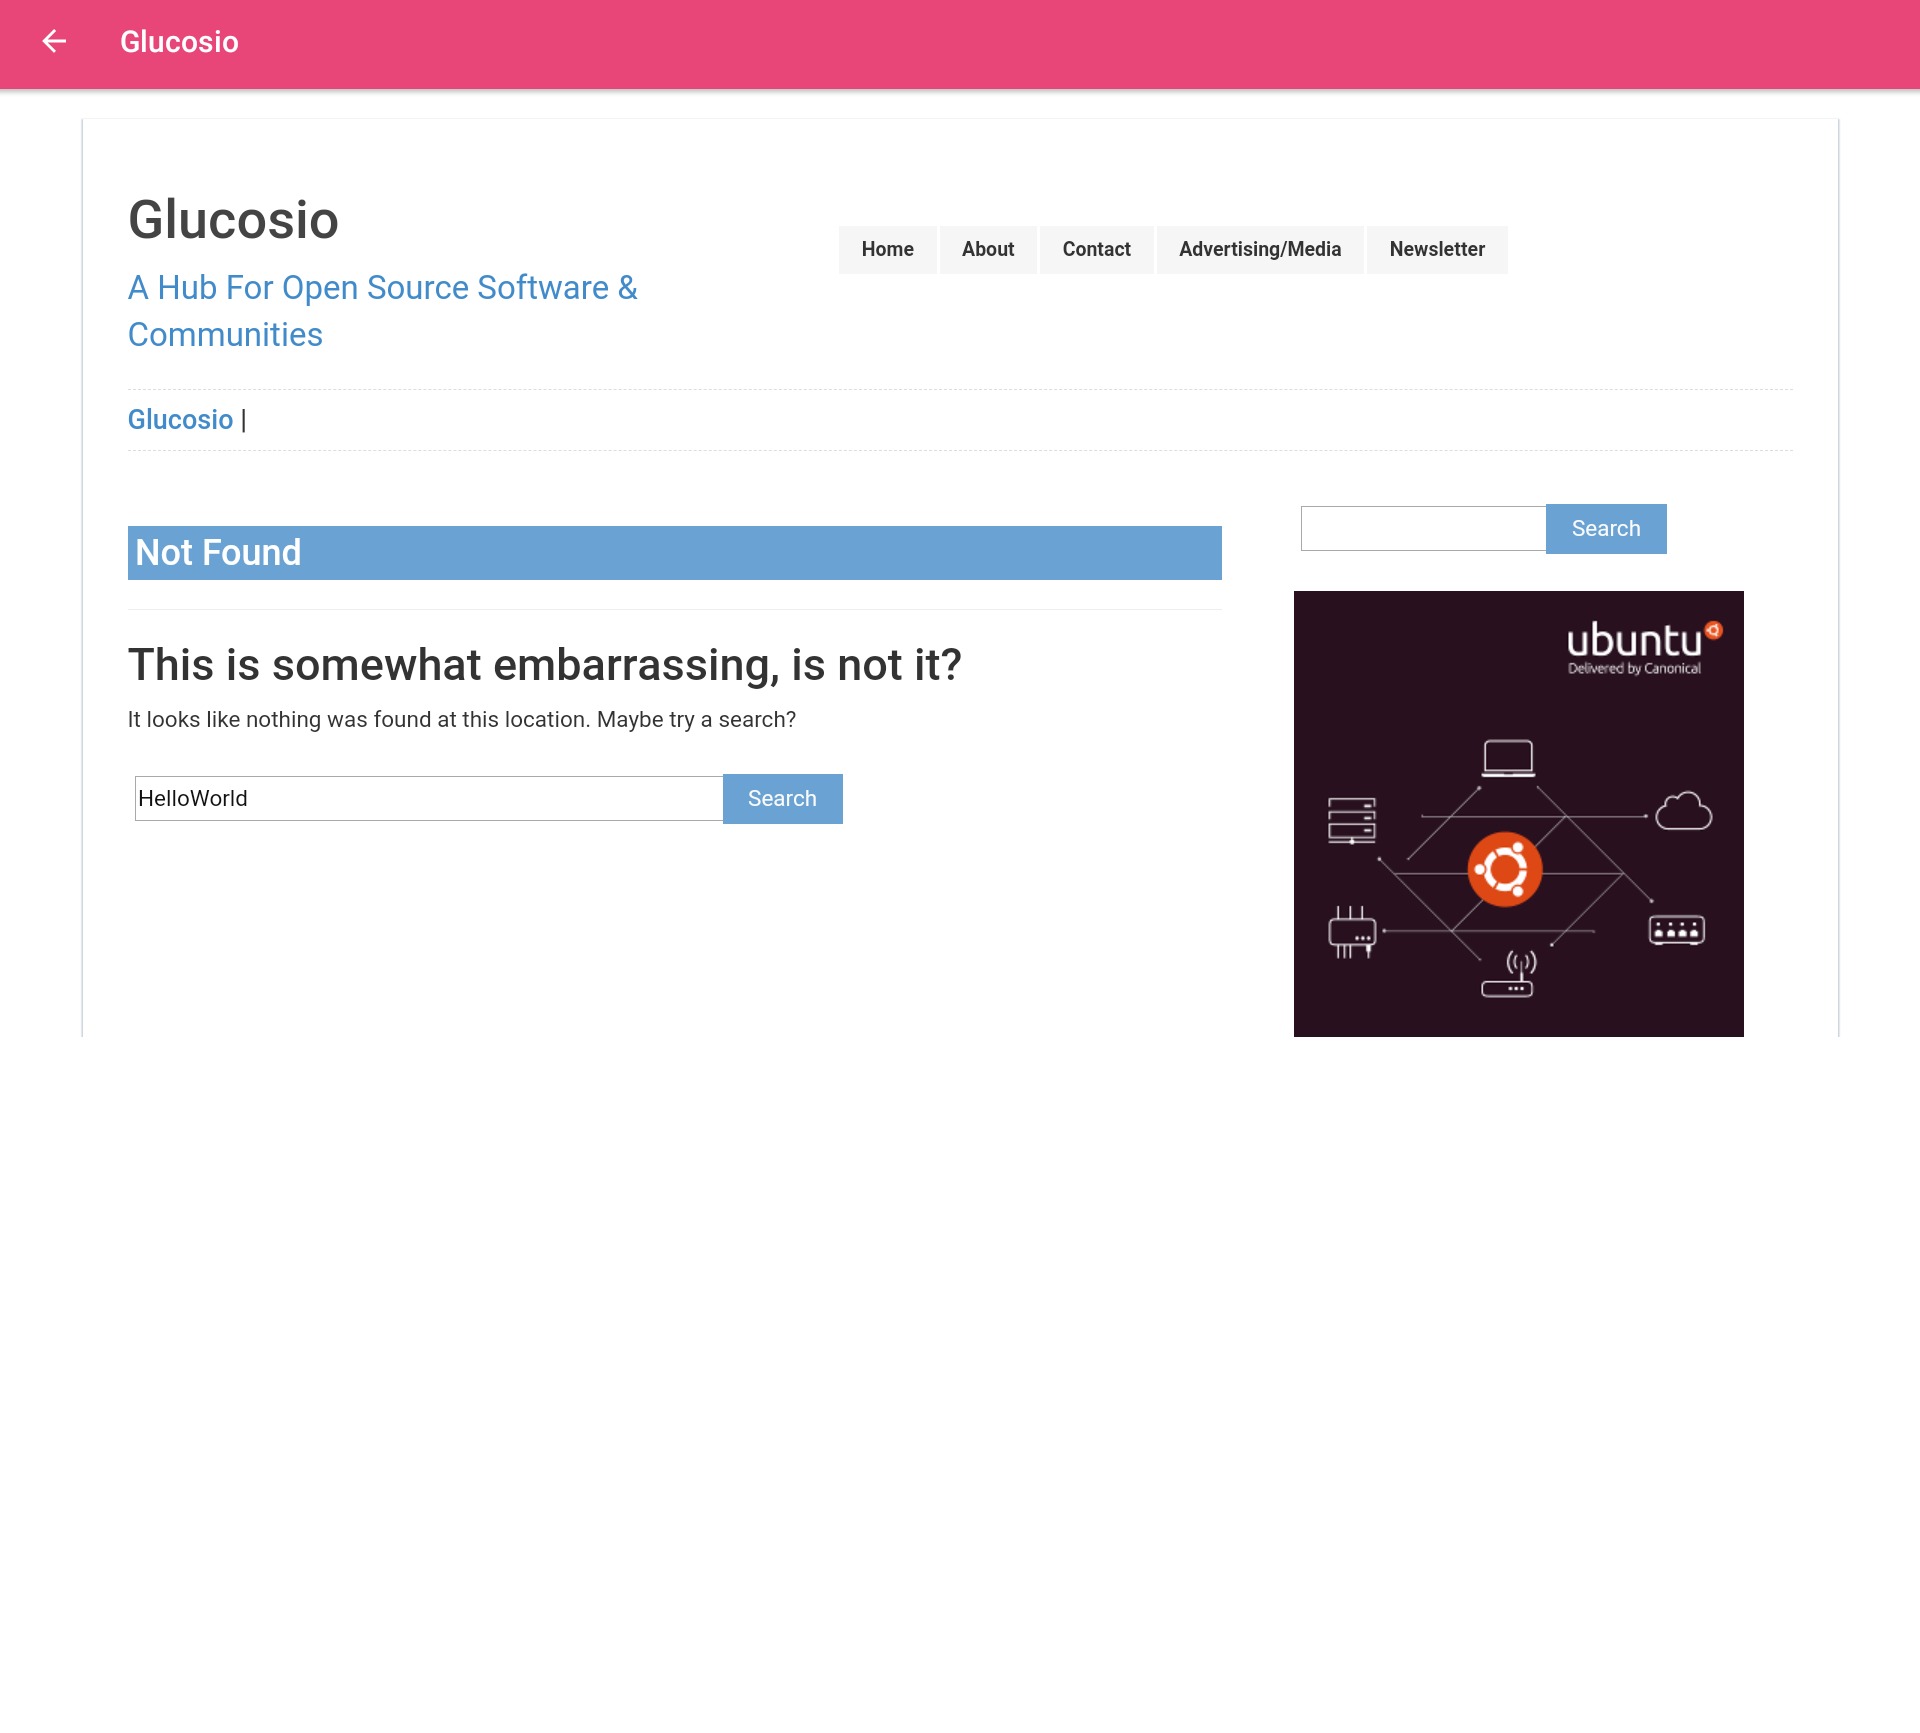 Glucosio
Glucosio
A Hub For Open Source Software &
Communities
Home About Contact Advertising/Media Newsletter
Glucosio |
Search
Not Found
This is somewhat embarrassing, is not it?
It looks like nothing was found at this location. Maybe try a search?
HelloWorld Search
ubuntu
Delivered by Canonical